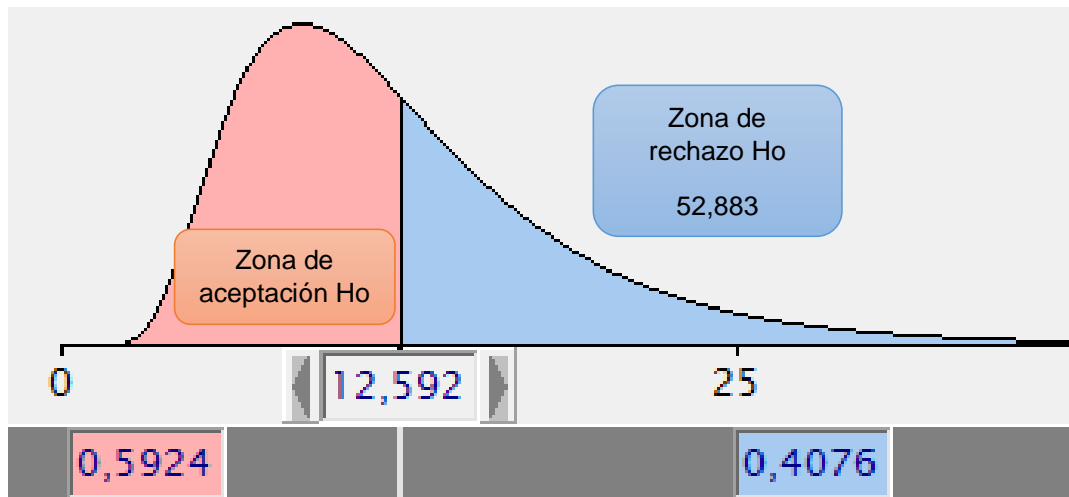 Zona de
rechazo Ho
52,883
Zona de
aceptación Ho
0
12,592
25
0,5924
0,4076